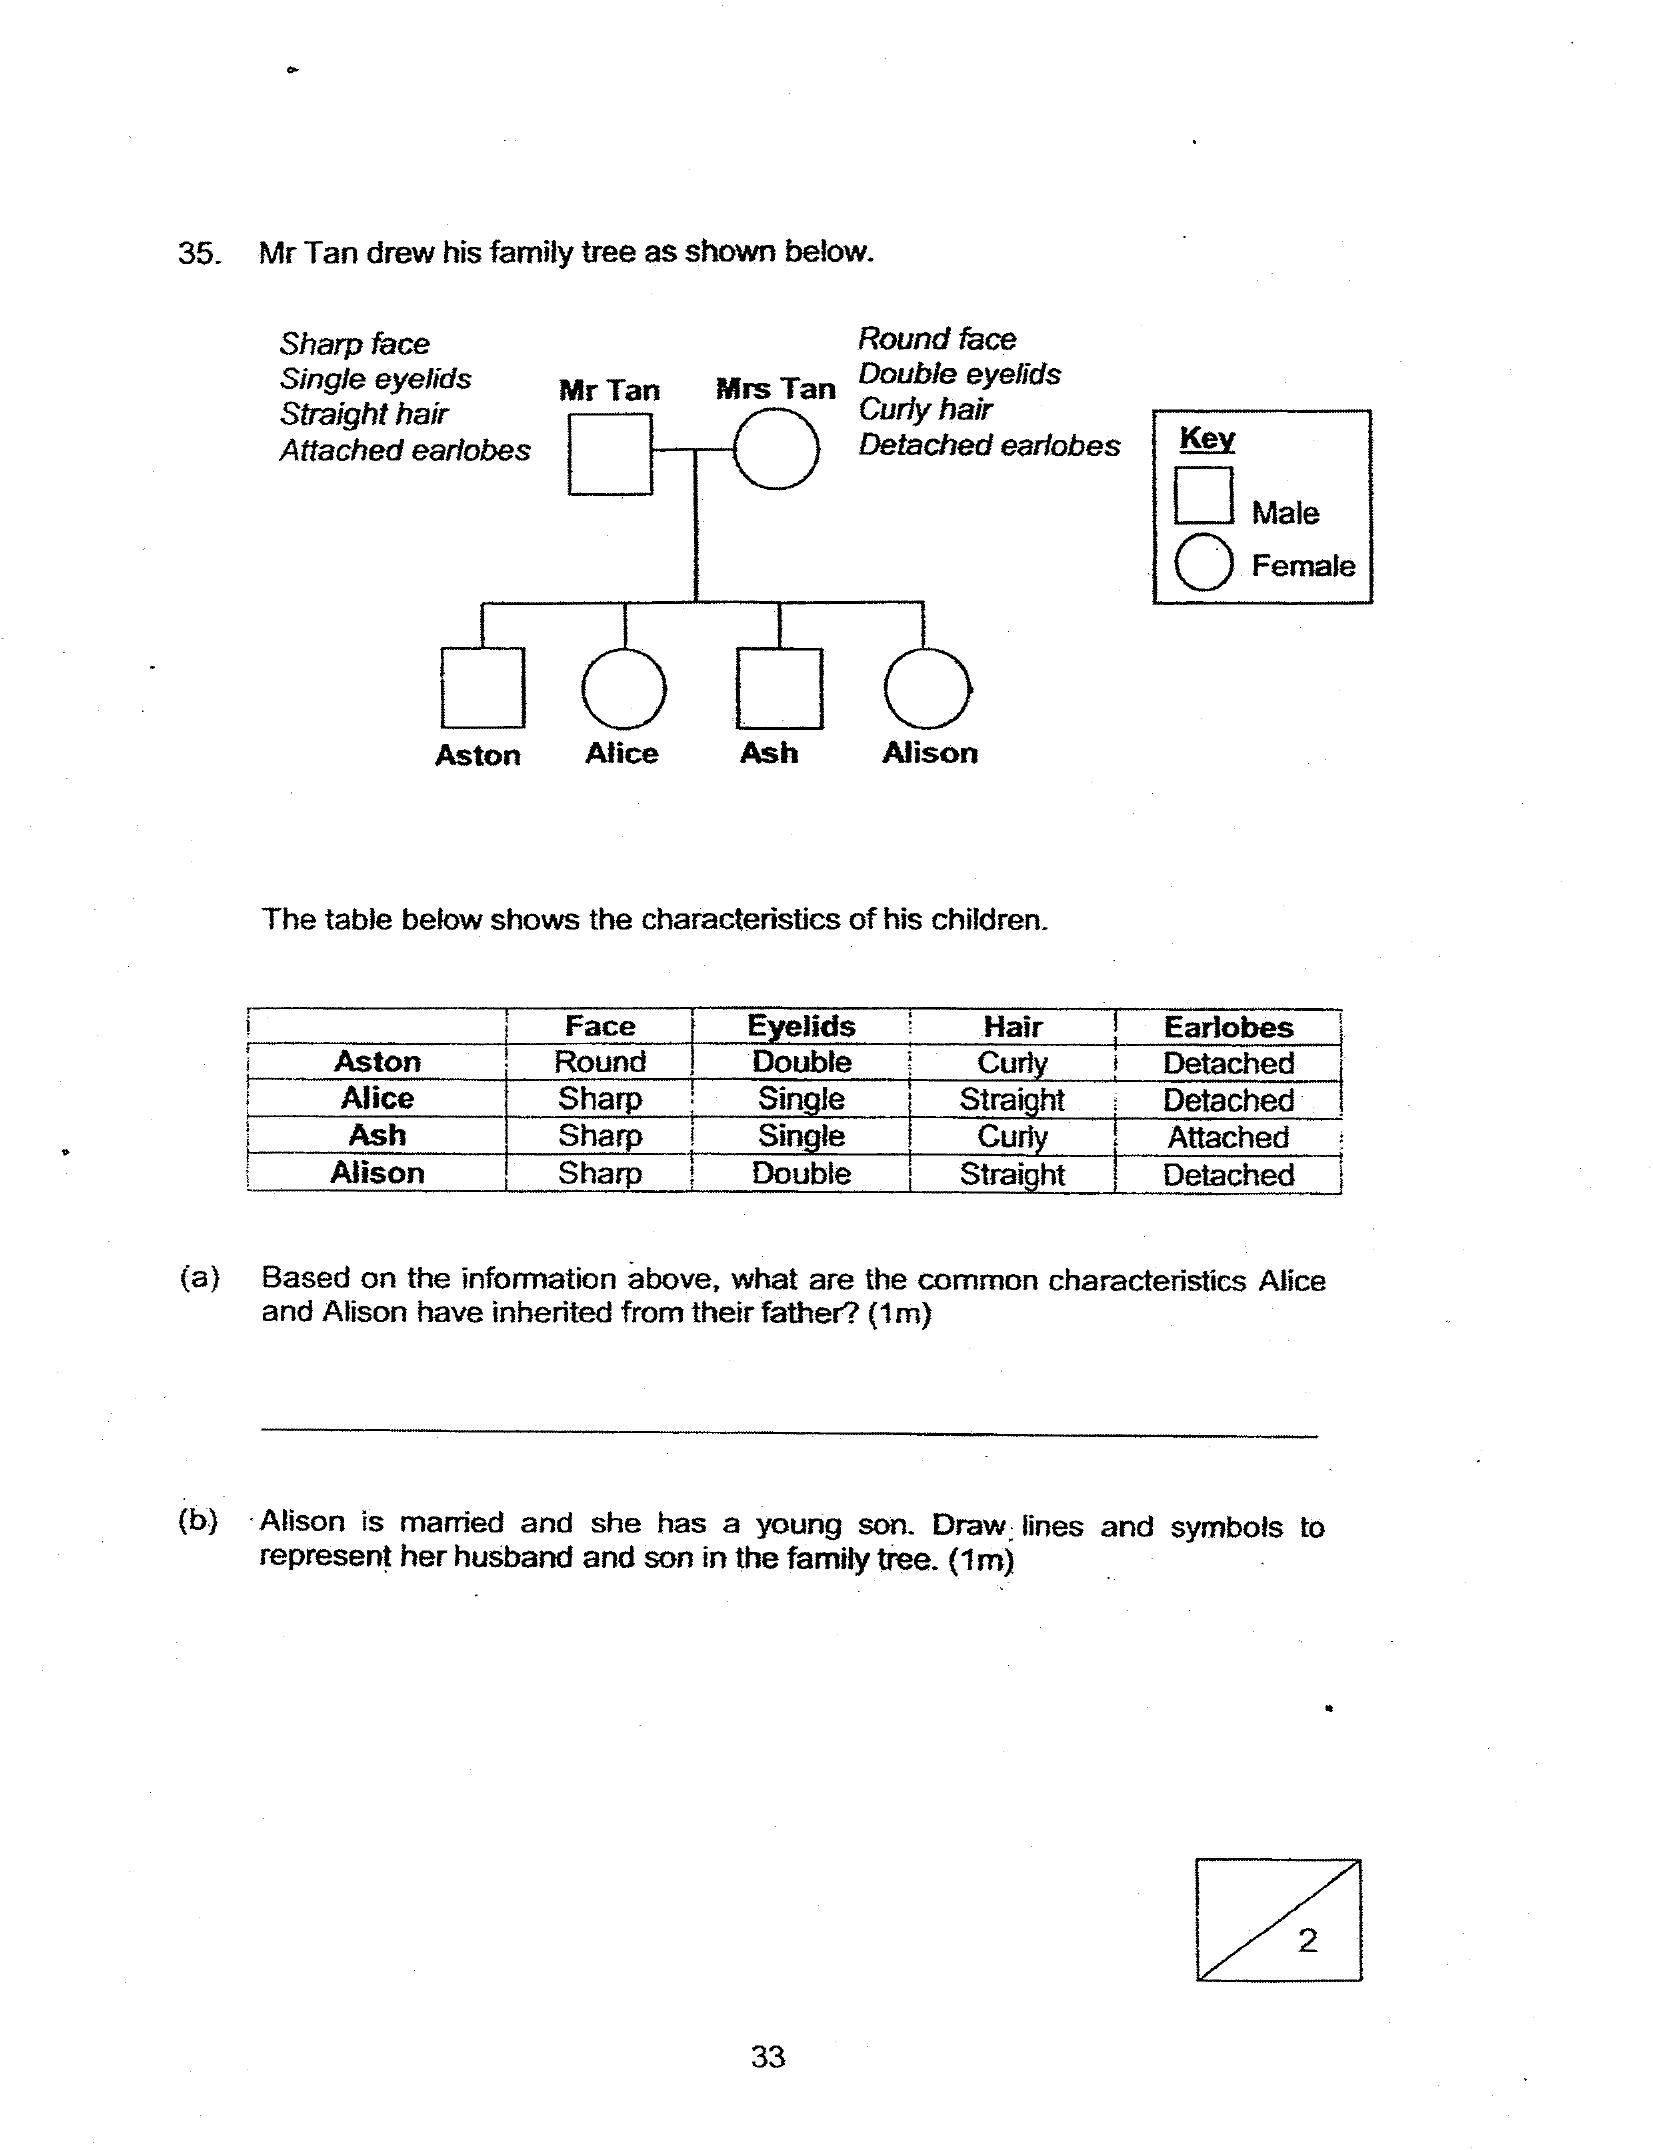 35. Mr Tan drew his family tree as shown below.
Sharp face
Single eyelids
Straight hair
Attached earlobes
Mr Tan
Mrs Tan
Round face
Double eyelids
Curly hair
Detached earlobes
Key
Male
Female
Aston Alice Ash Alison
The table below shows the characteristics of his children.
Face Eyelids Hair Earlobes
Aston Round Double Curly Detached
Alice Sharp Single Straight Detached
Ash Sharp Single Curly Attached
Alison Sharp Double Straight Detached
(a) Based on the information above, what are the common characteristics Alice
and Alison have inherited from their father? (1m)
(b) Alison is married and she has a young son. Draw lines and symbols to
represent her husband and son in the family tree. (1m)
2
33